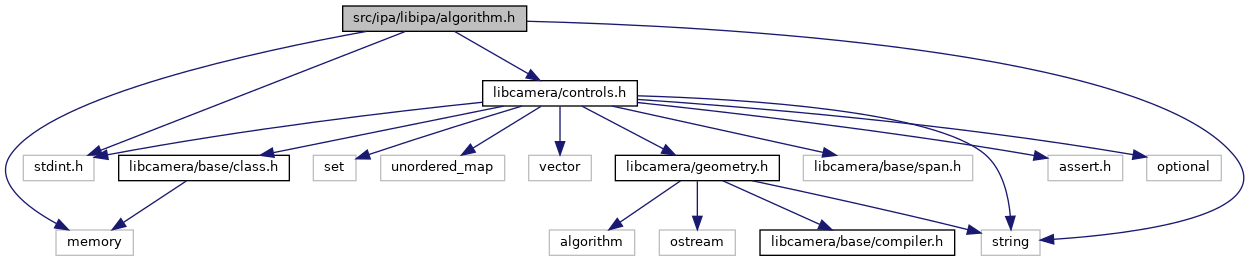 src/ipa/libipa/algorithm.h
libcamera/controls.h
stdint.h
libcamera/base/class.h
set
unordered_map
vector
libcamera/geometry.h
libcamera/base/span.h
assert.h
optional
memory
algorithm
ostream
libcamera/base/compiler.h
string